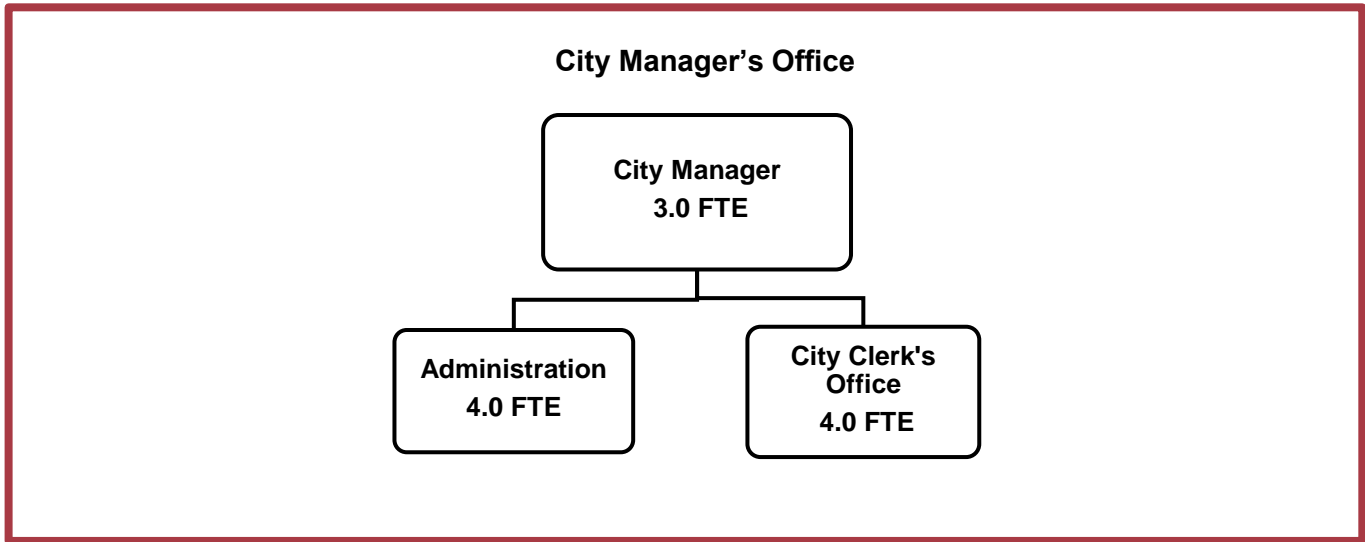 City Manager’s Office
City Manager
3.0 FTE
Administration
4.0 FTE
City Clerk's
Office
4.0 FTE